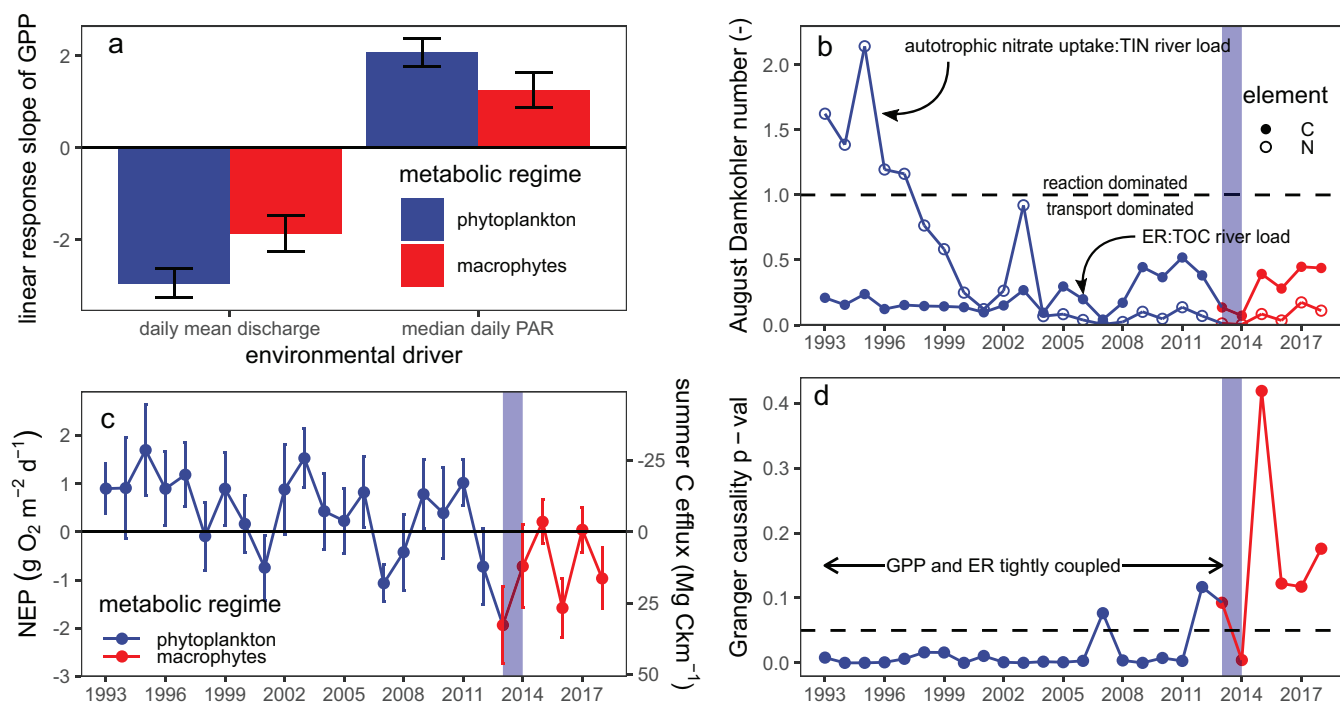 a
linear response slope of GPP
2
0
-2
metabolic regime
phytoplankton
macrophytes
daily mean discharge
median daily PAR
environmental driver
b
August Damkohler number (-)
2.0
1.5
1.0
0.5
0.0
autotrophic nitrate uptake:TIN river load
element
C
N
reaction dominated
transport dominated
ER:TOC river load
1993 1996 1999 2002 2005 2008 2011 2014 2017
c
NEP (g O₂ m⁻² d⁻¹)
2
1
0
-1
-2
-3
summer C efflux (Mg Ckm⁻¹)
-25
0
25
50
metabolic regime
phytoplankton
macrophytes
1993 1996 1999 2002 2005 2008 2011 2014 2017
d
Granger causality p − val
0.4
0.3
0.2
0.1
0.0
GPP and ER tightly coupled
1993 1996 1999 2002 2005 2008 2011 2014 2017